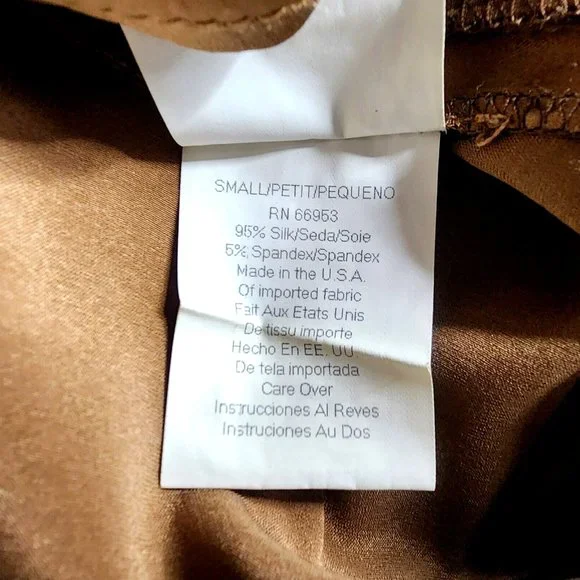 SMALL/PETIT/PEQUENO
RN 66953
95% Silk/Seda/Soie
5% Spandex/Spandex
Made in the U.S.A.
Of imported fabric
Fait Aux Etats Unis
De tissu importe
Hecho En EE. UU
De tela importada
Care Over
Instrucciones Al Reves
Instruciones Au Dos